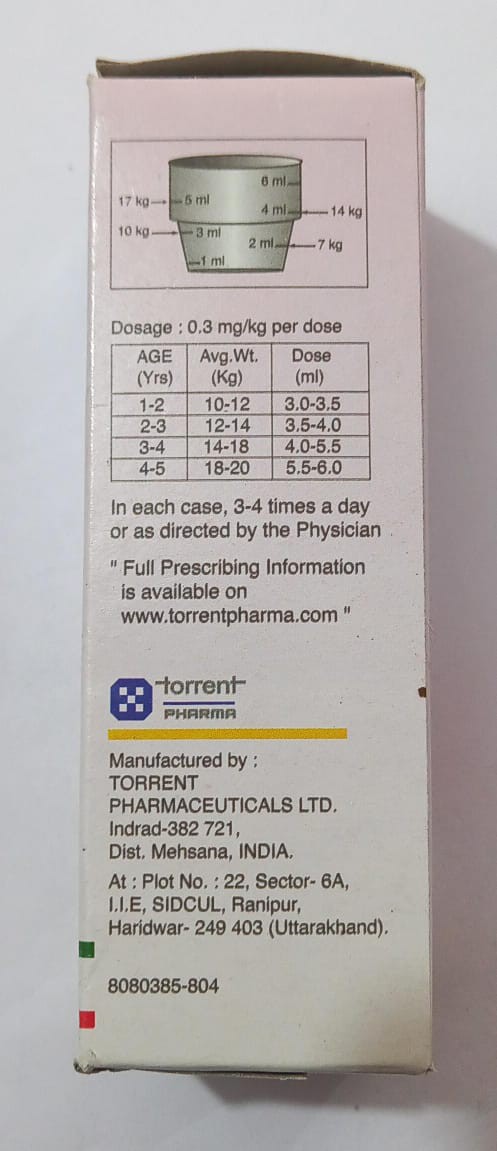 6 ml
17 kg 5 ml
4 ml 14 kg
10 kg 3 ml
2 ml 7 kg
1 ml
Dosage : 0.3 mg/kg per dose
AGE Avg.Wt. Dose
(Yrs) (Kg) (ml)
1-2 10-12 3.0-3.5
2-3 12-14 3.5-4.0
3-4 14-18 4.0-5.5
4-5 18-20 5.5-6.0
In each case, 3-4 times a day
or as directed by the Physician
" Full Prescribing Information
is available on
www.torrentpharma.com "
torrent
PHARMA
Manufactured by :
TORRENT
PHARMACEUTICALS LTD.
Indrad-382 721,
Dist. Mehsana, INDIA.
At : Plot No. : 22, Sector- 6A,
I.I.E, SIDCUL, Ranipur,
Haridwar- 249 403 (Uttarakhand).
8080385-804